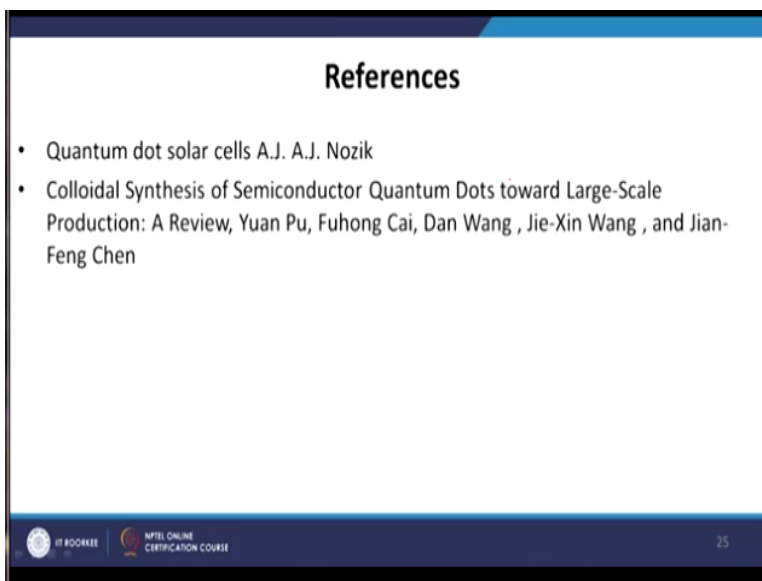 References
• Quantum dot solar cells A.J. A.J. Nozik
• Colloidal Synthesis of Semiconductor Quantum Dots toward Large-Scale
Production: A Review, Yuan Pu, Fuhong Cai, Dan Wang , Jie-Xin Wang , and Jian-
Feng Chen
IIT ROORKEE
NPTEL ONLINE
CERTIFICATION COURSE
25